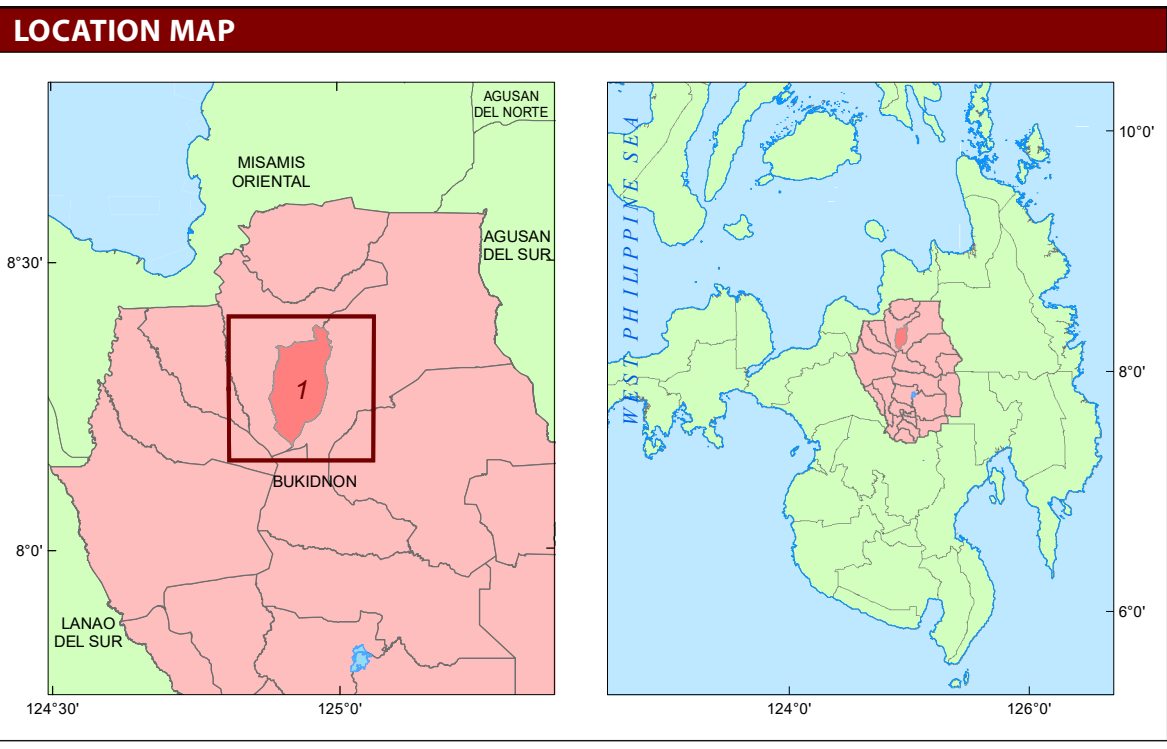 LOCATION MAP
AGUSAN
DEL NORTE
MISAMIS
ORIENTAL
AGUSAN
DEL SUR
8°30'
1
BUKIDNON
8°0'
LANAO
DEL SUR
124°30'
125°0'
WEST PHILIPPINE SEA
10°0'
8°0'
6°0'
124°0'
126°0'